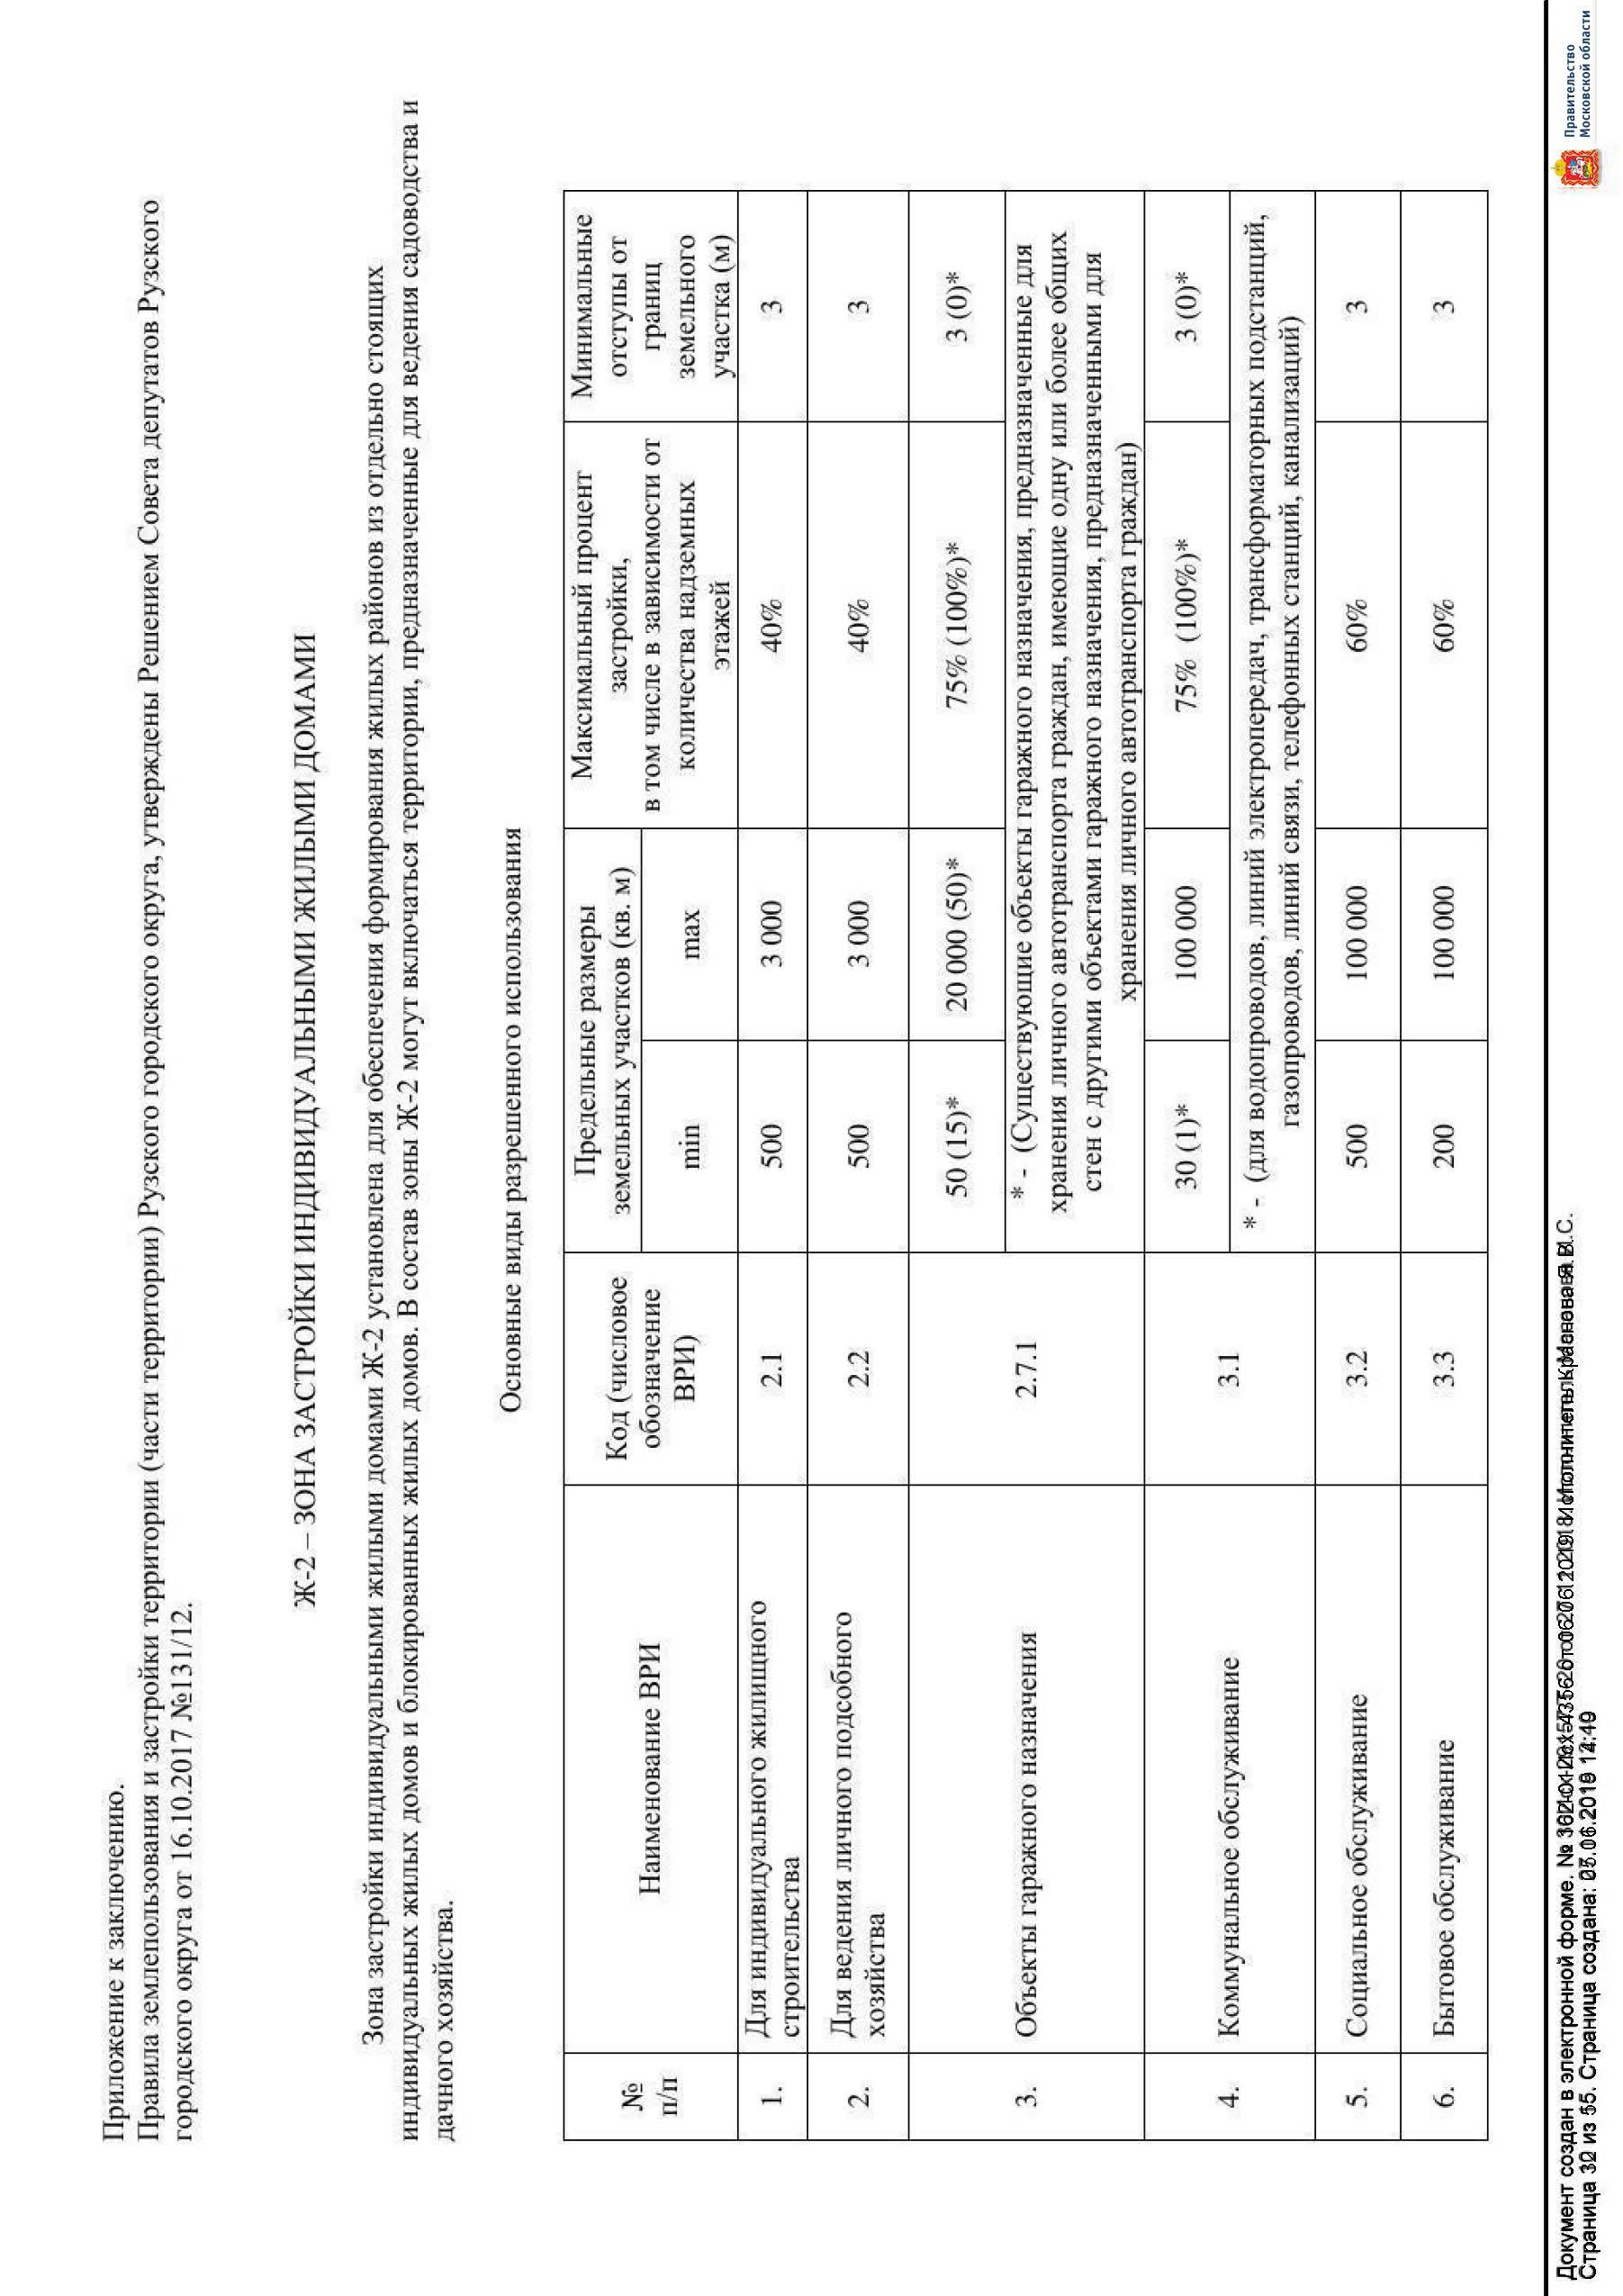 Приложение к заключению.
Правила землепользования и застройки территории (части территории) Рузского городского округа, утверждены Решением Совета депутатов Рузского
городского округа от 16.10.2017 №131/12.
Ж-2 – ЗОНА ЗАСТРОЙКИ ИНДИВИДУАЛЬНЫМИ ЖИЛЫМИ ДОМАМИ
Зона застройки индивидуальными жилыми домами Ж-2 установлена для обеспечения формирования жилых районов из отдельно стоящих
индивидуальных жилых домов и блокированных жилых домов. В состав зоны Ж-2 могут включаться территории, предназначенные для ведения садоводства и
дачного хозяйства.
Основные виды разрешенного использования
№
п/п
Наименование ВРИ
Код (числовое
обозначение
ВРИ)
Предельные размеры
земельных участков (кв. м)
min
max
Максимальный процент
застройки,
в том числе в зависимости от
количества надземных
этажей
Минимальные
отступы от
границ
земельного
участка (м)
1.
Для индивидуального жилищного
строительства
2.1
500
3 000
40%
3
2.
Для ведения личного подсобного
хозяйства
2.2
500
3 000
40%
3
3.
Объекты гаражного назначения
2.7.1
50 (15)*
20 000 (50)*
75% (100%)*
3 (0)*
* - (Существующие объекты гаражного назначения, предназначенные для
хранения личного автотранспорта граждан, имеющие одну или более общих
стен с другими объектами гаражного назначения, предназначенными для
хранения личного автотранспорта граждан)
4.
Коммунальное обслуживание
3.1
30 (1)*
100 000
75% (100%)*
3 (0)*
* - (для водопроводов, линий электропередач, трансформаторных подстанций,
газопроводов, линий связи, телефонных станций, канализаций)
5.
Социальное обслуживание
3.2
500
100 000
60%
3
6.
Бытовое обслуживание
3.3
200
100 000
60%
3
Документ создан в электронной форме. №
Страница из 55. Страница создана:
Правительство
Московской области